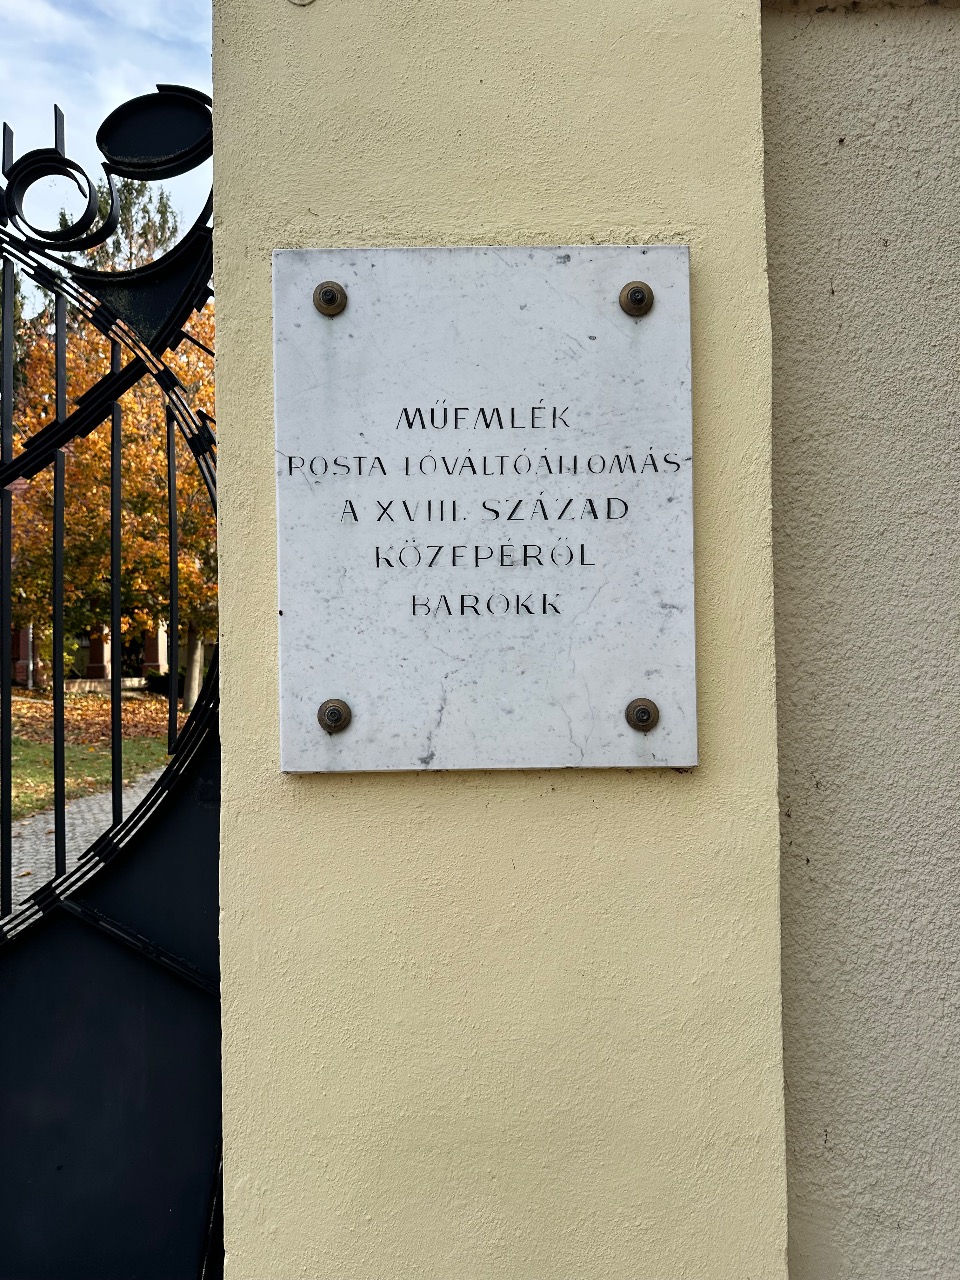 MŰEMLÉK
POSTA LÓVÁLTÓÁLLOMÁS
A XVIII. SZÁZAD
KÖZEPÉRŐL
BAROKK